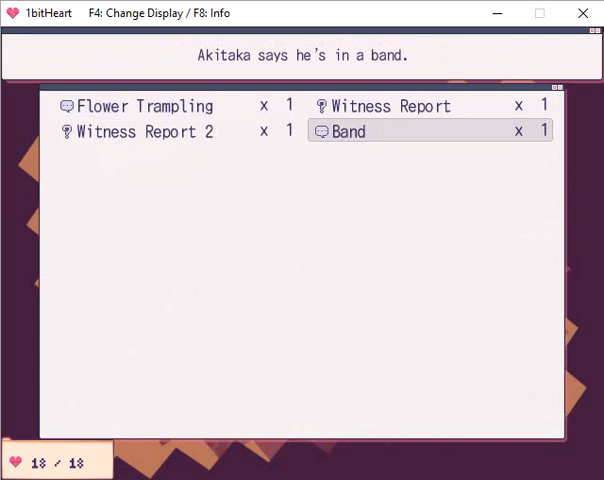 1bitHeart F4: Change Display / F8: Info
Akitaka says he's in a band.
Flower Trampling x 1 Witness Report x 1
Witness Report 2 x 1 Band x 1
18 / 18